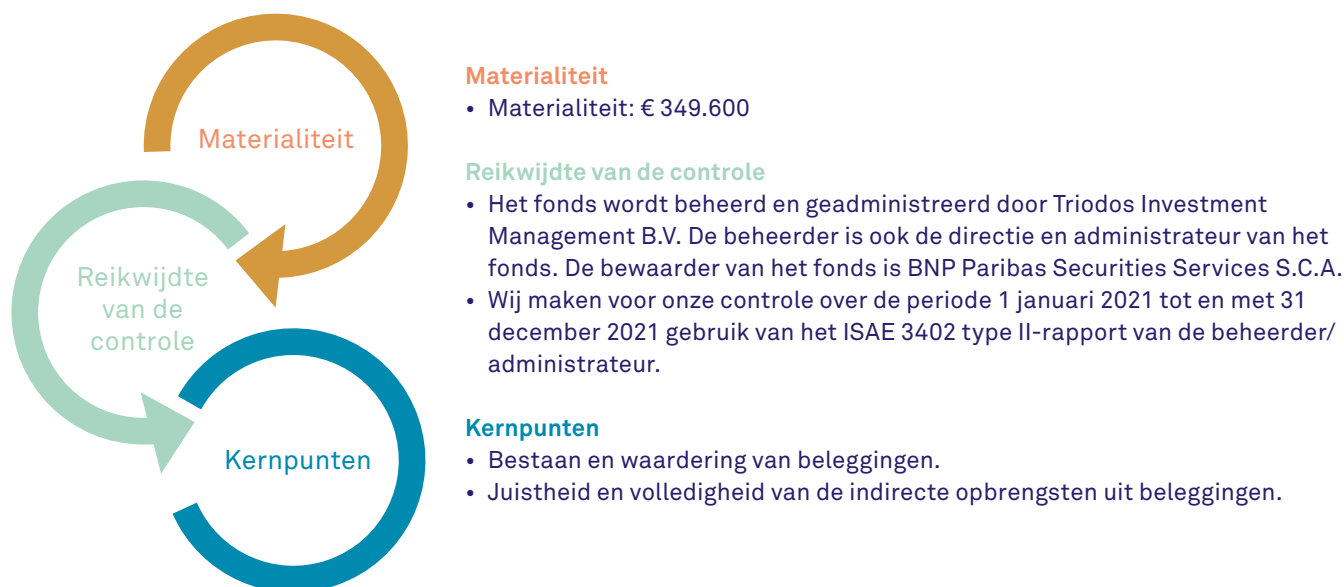 Materialiteit
Reikwijdte
van de
controle
Kernpunten
Materialiteit
• Materialiteit: € 349.600
Reikwijdte van de controle
• Het fonds wordt beheerd en geadministreerd door Triodos Investment
Management B.V. De beheerder is ook de directie en administrateur van het
fonds. De bewaarder van het fonds is BNP Paribas Securities Services S.C.A.
• Wij maken voor onze controle over de periode 1 januari 2021 tot en met 31
december 2021 gebruik van het ISAE 3402 type II-rapport van de beheerder/
administrateur.
Kernpunten
• Bestaan en waardering van beleggingen.
• Juistheid en volledigheid van de indirecte opbrengsten uit beleggingen.